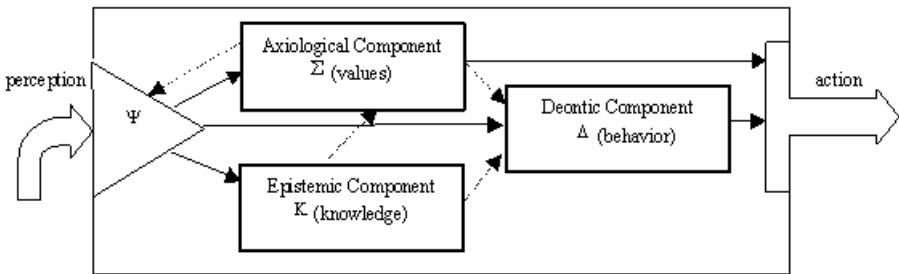 Axiological Component
Σ (values)
perception
Ψ
action
Deontic Component
Δ (behavior)
Epistemic Component
K (knowledge)